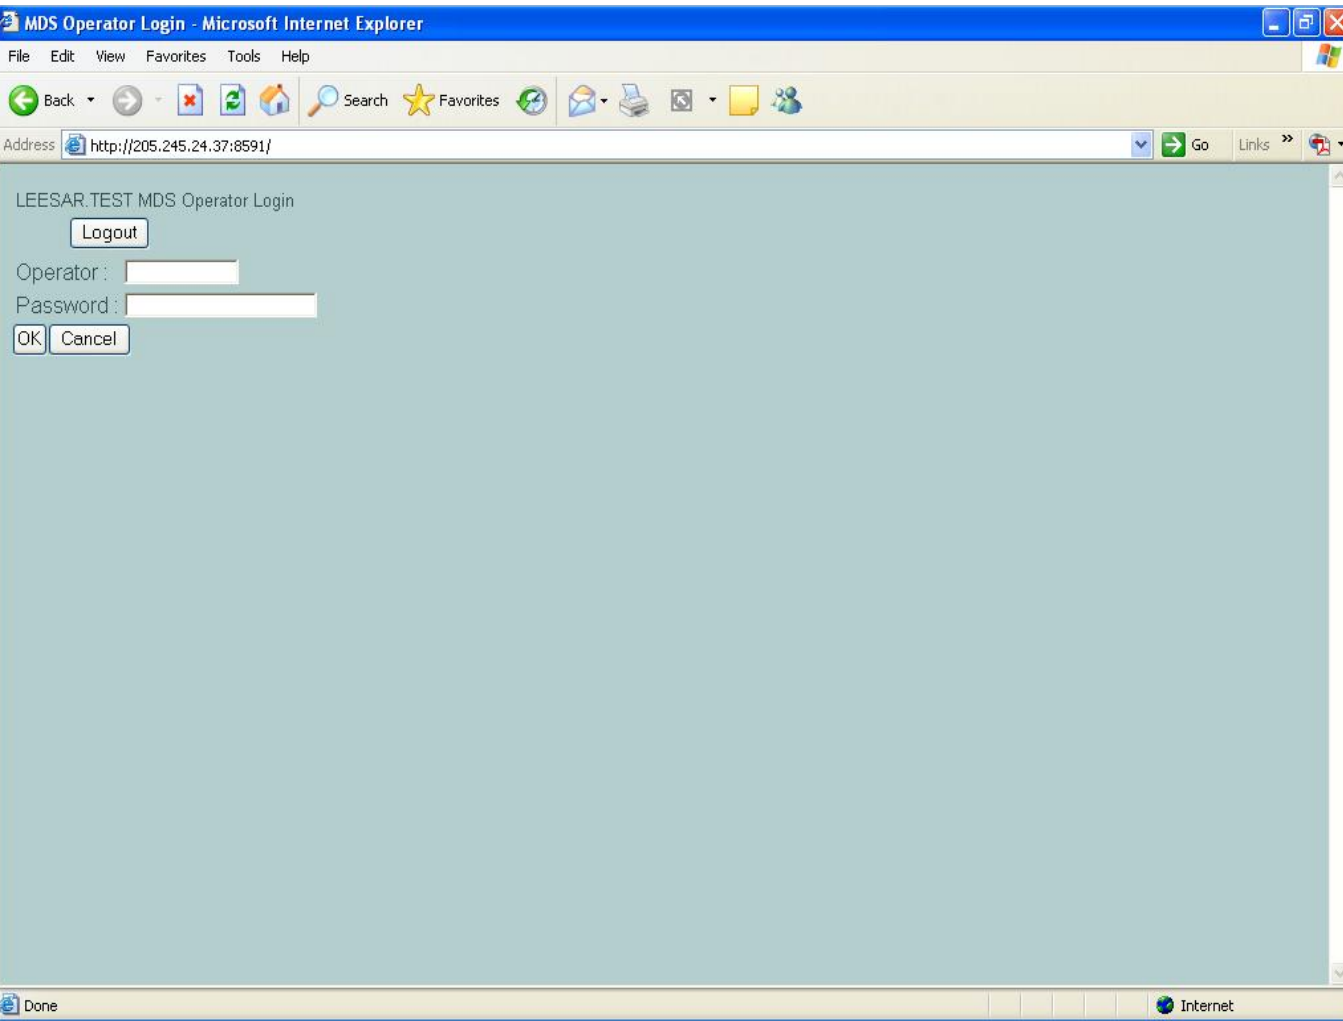 MDS Operator Login - Microsoft Internet Explorer
File Edit View Favorites Tools Help
Back Search Favorites
Address http://205.245.24.37:8591/ Go Links »
LEESAR.TEST MDS Operator Login
Logout
Operator :
Password :
OK Cancel
Done Internet